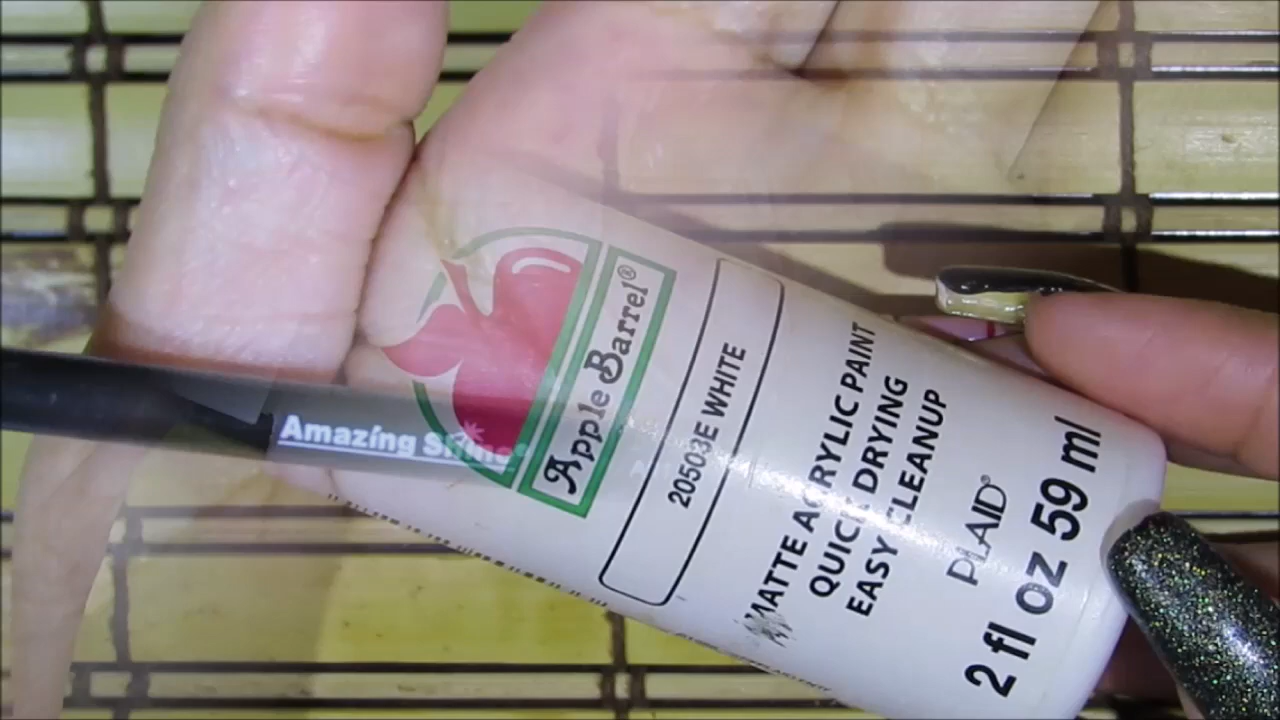 Amazing Shine
Apple Barrel®
20503E WHITE
MATTE ACRYLIC PAINT
QUICK DRYING
EASY CLEANUP
PLAID®
2 fl oz 59 ml